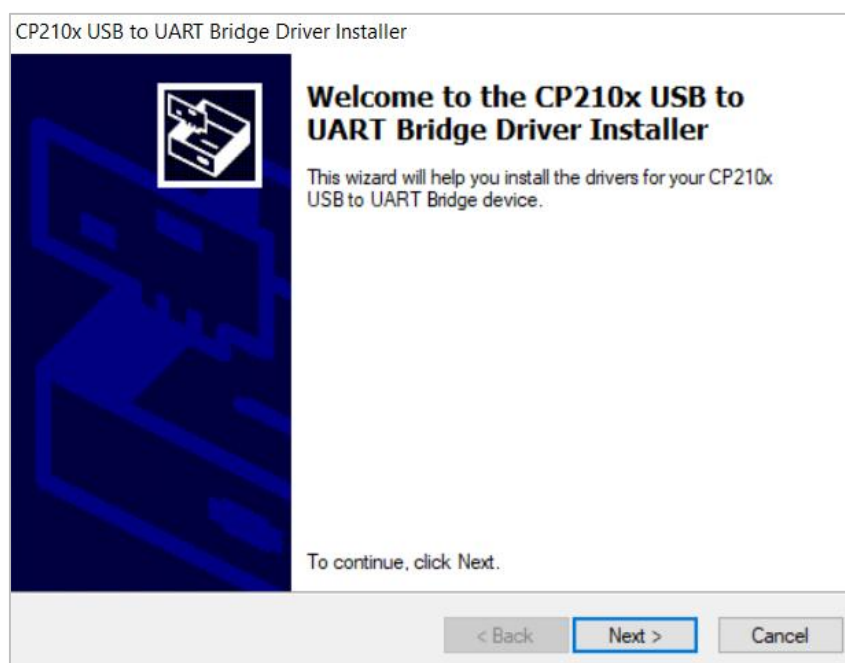 CP210x USB to UART Bridge Driver Installer
Welcome to the CP210x USB to
UART Bridge Driver Installer
This wizard will help you install the drivers for your CP210x
USB to UART Bridge device.
To continue, click Next.
< Back Next > Cancel